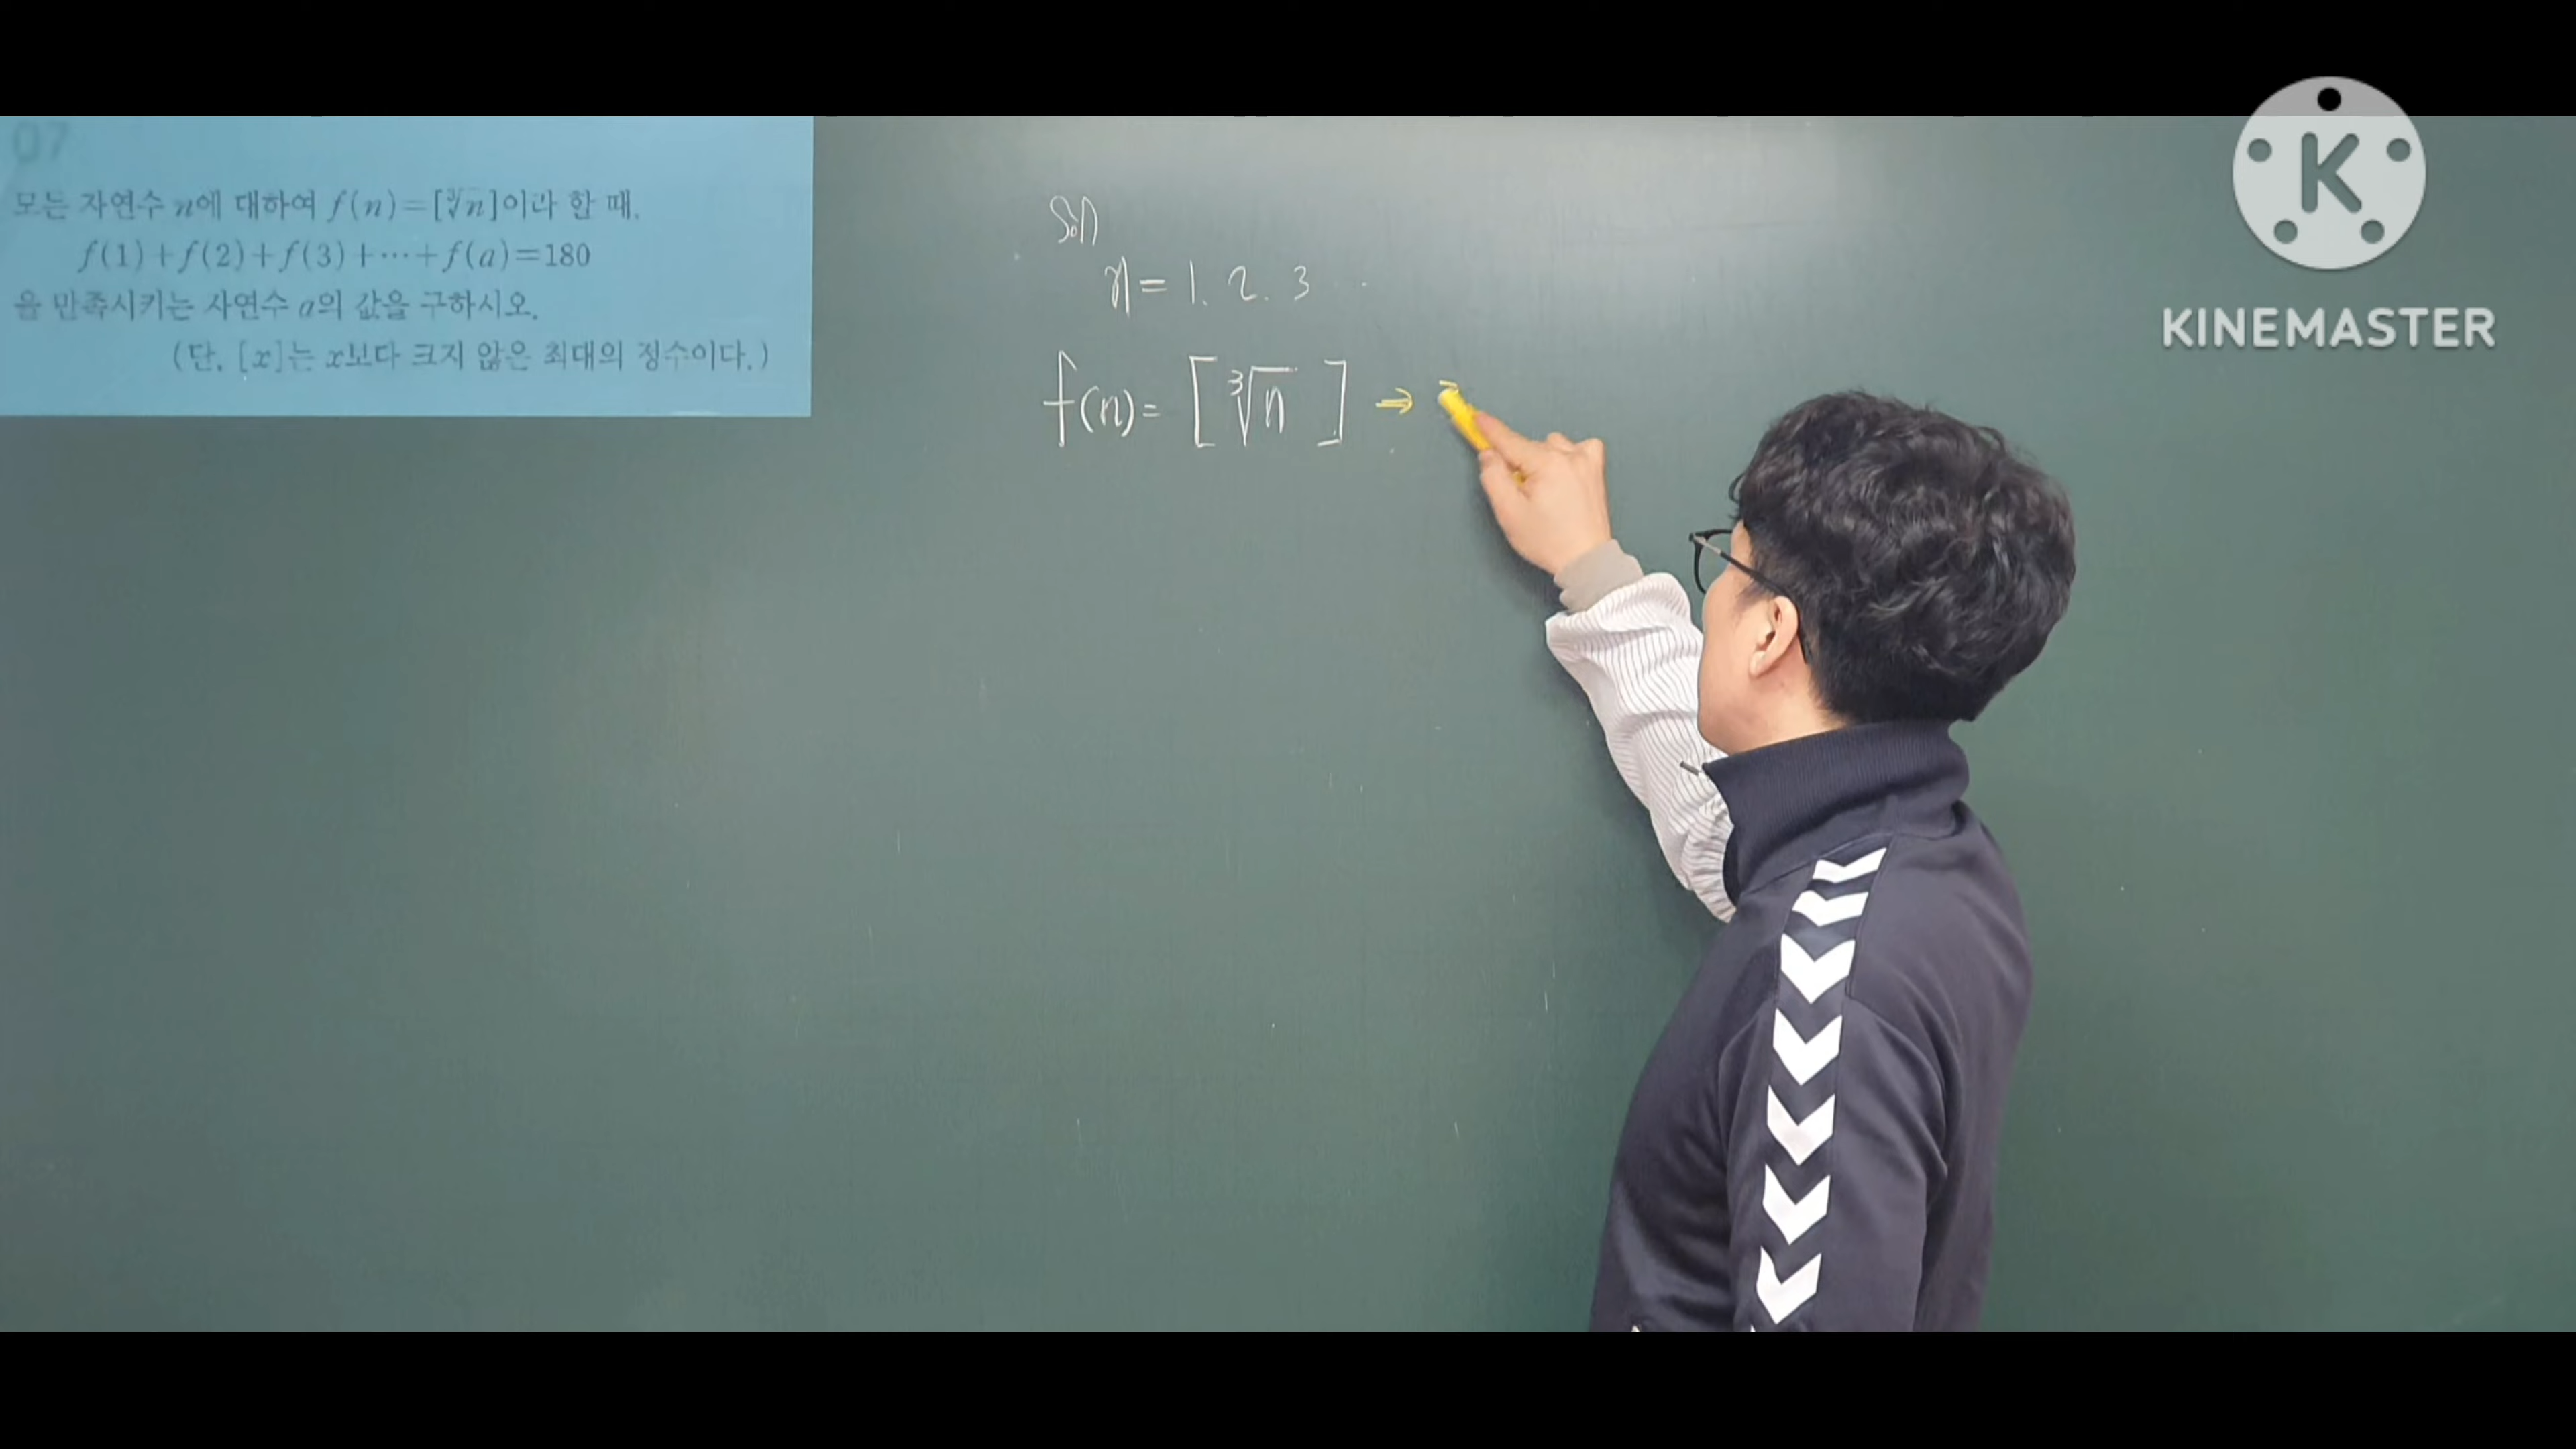 07
모든 자연수 n에 대하여 f(n)=[∛n]이라 할 때,
f(1)+f(2)+f(3)+⋯+f(a)=180
을 만족시키는 자연수 a의 값을 구하시오.
(단, [x]는 x보다 크지 않은 최대의 정수이다.)
Sol)
n = 1. 2. 3 ⋯
f(n) = [ ∛n ] ⇒
K
KINEMASTER